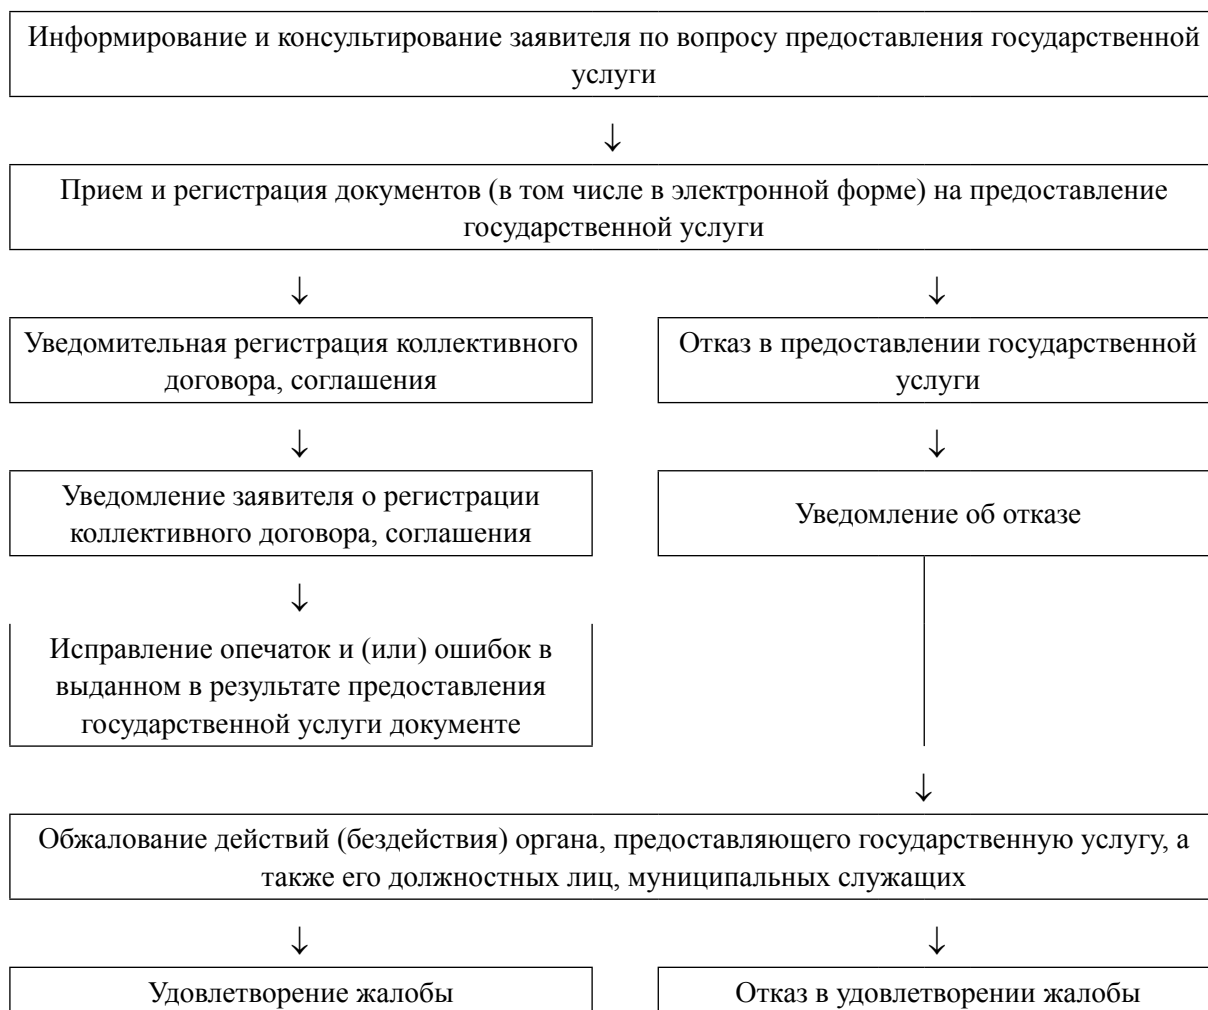 Информирование и консультирование заявителя по вопросу предоставления государственной
услуги
↓
Прием и регистрация документов (в том числе в электронной форме) на предоставление
государственной услуги
↓
↓
Уведомительная регистрация коллективного
договора, соглашения
Отказ в предоставлении государственной
услуги
↓
↓
Уведомление заявителя о регистрации
коллективного договора, соглашения
Уведомление об отказе
↓
Исправление опечаток и (или) ошибок в
выданном в результате предоставления
государственной услуги документе
↓
Обжалование действий (бездействия) органа, предоставляющего государственную услугу, а
также его должностных лиц, муниципальных служащих
↓
↓
Удовлетворение жалобы
Отказ в удовлетворении жалобы